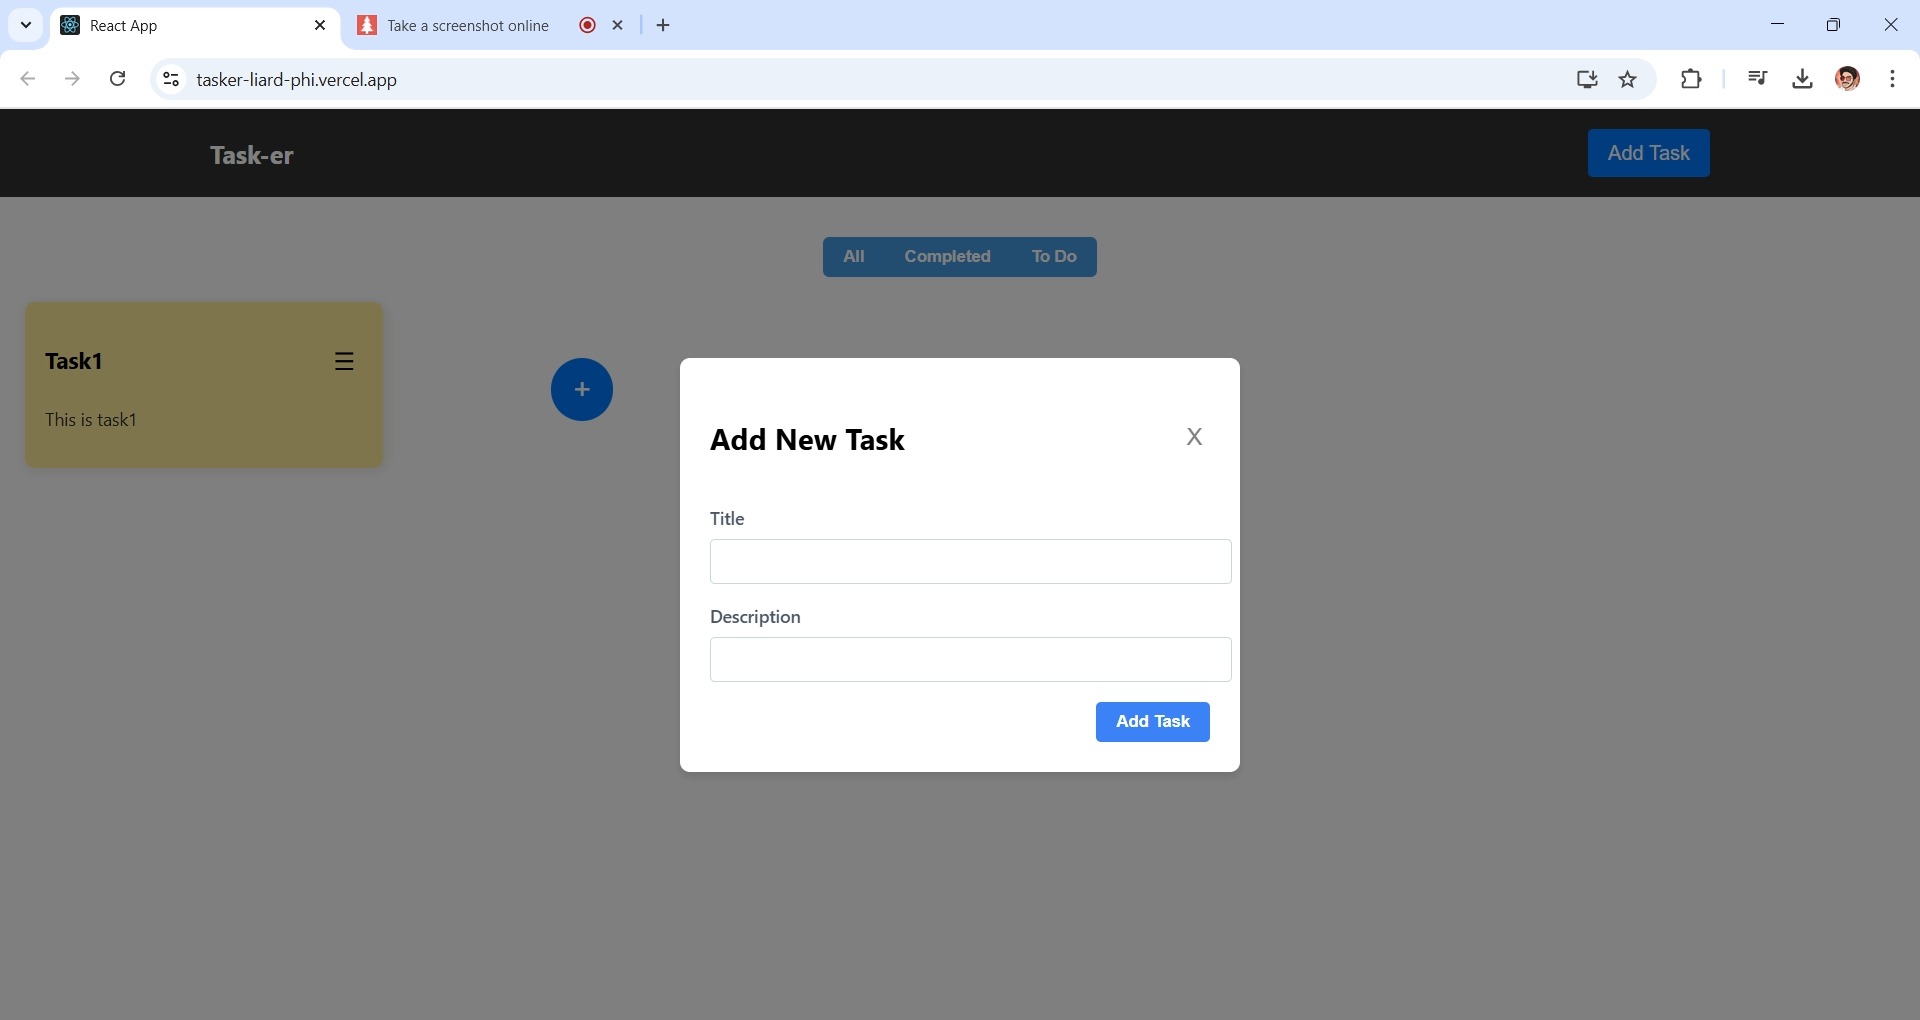 React App
Take a screenshot online
tasker-liard-phi.vercel.app
Task-er
Add Task
All Completed To Do
Task1
This is task1
+
Add New Task
X
Title
Description
Add Task